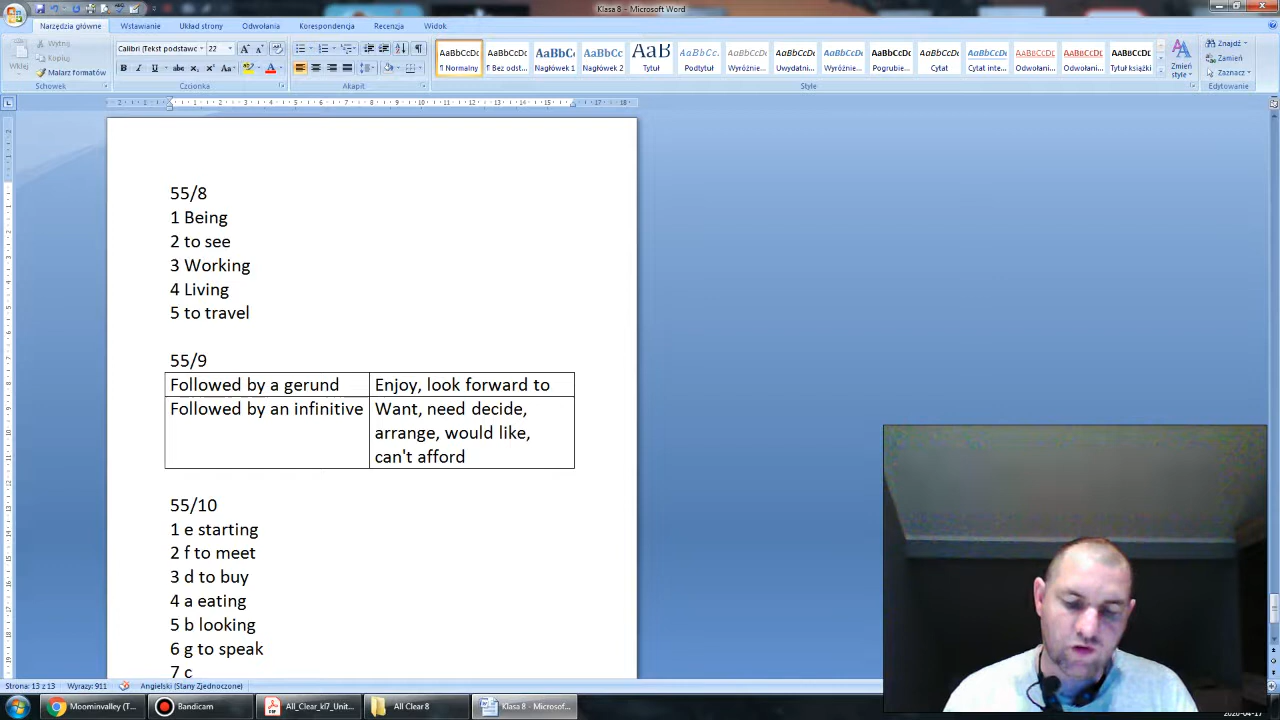 Klasa 8 - Microsoft Word
Narzędzia główne Wstawianie Układ strony Odwołania Korespondencja Recenzja Widok
Wklej
Wytnij
Kopiuj
Malarz formatów
Schowek
Calibri (Tekst podstawc 22
Czcionka
Akapit
AaBbCcDc AaBbCcDc AaBbC AaBbCc AaB AaBbCc. AaBbCcDc AaBbCcDc AaBbCcDc AaBbCcDc AaBbCcDc AaBbCcDc AaBbCcDc AaBbCcDc AaBbCcDc
¶ Normalny ¶ Bez odst... Nagłówek 1 Nagłówek 2 Tytuł Podtytuł Wyróżnie... Uwydatni... Wyróżnie... Pogrubie... Cytat Cytat inte... Odwołani... Odwołani... Tytuł książki
Style
Zmień style
Znajdź
Zamień
Zaznacz
Edytowanie
55/8
1 Being
2 to see
3 Working
4 Living
5 to travel
55/9
Followed by a gerund Enjoy, look forward to
Followed by an infinitive Want, need decide,
arrange, would like,
can't afford
55/10
1 e starting
2 f to meet
3 d to buy
4 a eating
5 b looking
6 g to speak
7 c
Strona: 13 z 13 Wyrazy: 911 Angielski (Stany Zjednoczone)
Moominvalley (T... Bandicam All_Clear_kl7_Unit... All Clear 8 Klasa 8 - Microsof...
2020-04-17